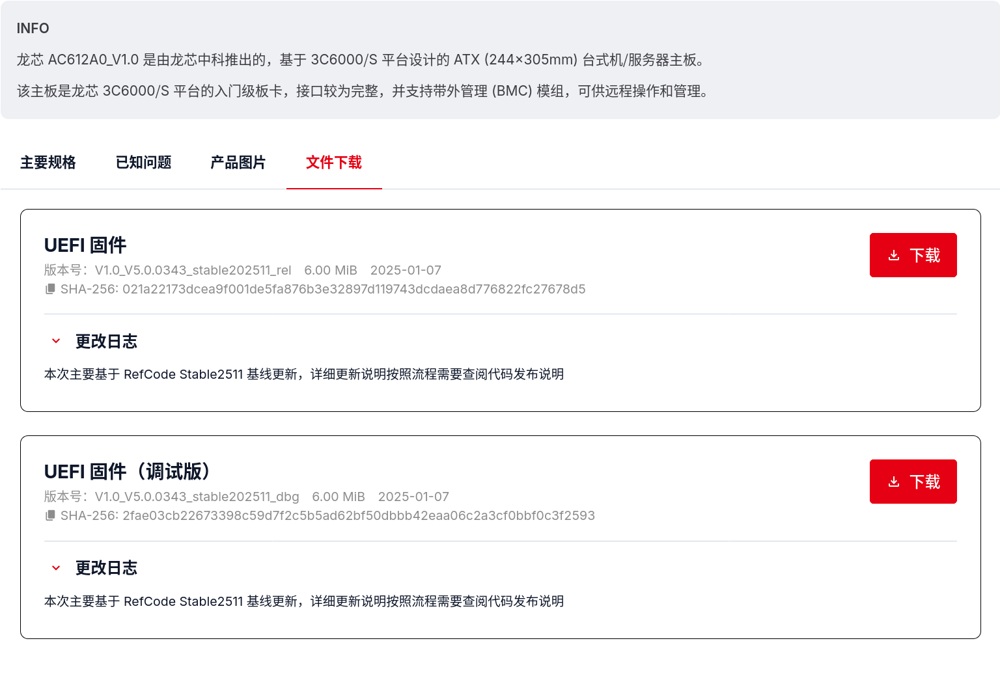 INFO
龙芯 AC612A0_V1.0 是由龙芯中科推出的，基于 3C6000/S 平台设计的 ATX (244×305mm) 台式机/服务器主板。
该主板是龙芯 3C6000/S 平台的入门级板卡，接口较为完整，并支持带外管理 (BMC) 模组，可供远程操作和管理。
主要规格 已知问题 产品图片 文件下载
UEFI 固件
下载
版本号：V1.0_V5.0.0343_stable202511_rel 6.00 MiB 2025-01-07
SHA-256: 021a22173dcea9f001de5fa876b3e32897d119743dcdaea8d776822fc27678d5
更改日志
本次主要基于 RefCode Stable2511 基线更新，详细更新说明按照流程需要查阅代码发布说明
UEFI 固件（调试版）
下载
版本号：V1.0_V5.0.0343_stable202511_dbg 6.00 MiB 2025-01-07
SHA-256: 2fae03cb22673398c59d7f2c5b5ad62bf50dbbb42eaa06c2a3cf0bbf0c3f2593
更改日志
本次主要基于 RefCode Stable2511 基线更新，详细更新说明按照流程需要查阅代码发布说明